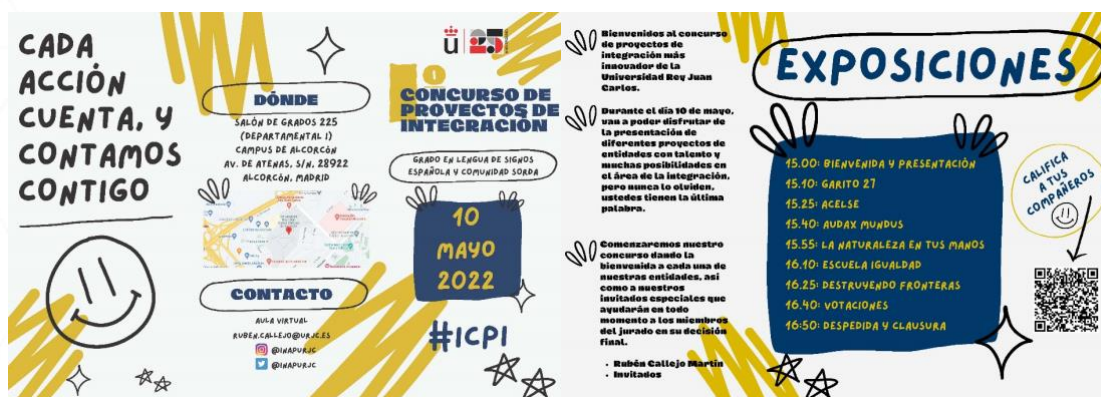 CADA
ACCIÓN
CUENTA, Y
CONTAMOS
CONTIGO
DÓNDE
SALÓN DE GRADOS 225
(DEPARTAMENTAL I)
CAMPUS DE ALCORCÓN
AV. DE ATENAS, S/N, 28922
ALCORCÓN, MADRID
CONTACTO
AULA VIRTUAL
RUBÉN.CALLEJO@URJC.ES
@INAPURJC
@INAPURJC
ü 25
CONCURSO DE
PROYECTOS DE
INTEGRACIÓN
GRADO EN LENGUA DE SIGNOS
ESPAÑOLA Y COMUNIDAD SORDA
10
MAYO
2022
#ICPI
Bienvenidos al concurso
de proyectos de
integración más
innovador de la
Universidad Rey Juan
Carlos.
Durante el día 10 de mayo,
van a poder disfrutar de
la presentación de
diferentes proyectos de
entidades con talento y
muchas posibilidades en
el área de la integración,
pero nunca lo olviden,
ustedes tienen la última
palabra.
Comenzaremos nuestro
concurso dando la
bienvenida a cada una de
nuestras entidades, así
como a nuestros
invitados especiales que
ayudarán en todo
momento a los miembros
del jurado en su decisión
final.
• Rubén Callejo Martín
• Invitados
EXPOSICIONES
15.00: BIENVENIDA Y PRESENTACIÓN
15.10: GARITO 27
15.25: ACELSE
15.40: AUDAX MUNDUS
15.55: LA NATURALEZA EN TUS MANOS
16.10: ESCUELA IGUALDAD
16.25: DESTRUYENDO FRONTERAS
16.40: VOTACIONES
16:50: DESPEDIDA Y CLAUSURA
CALIFICA
A TUS
COMPAÑEROS